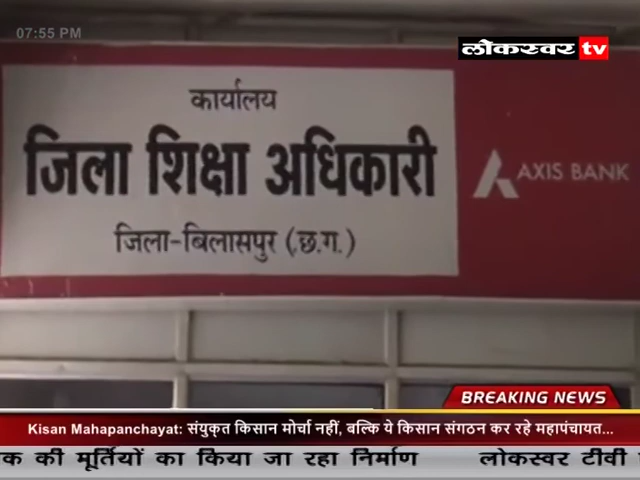 07:55 PM
लोकस्वर tv
कार्यालय
जिला शिक्षा अधिकारी
AXIS BANK
जिला-बिलासपुर (छ.ग.)
BREAKING NEWS
Kisan Mahapanchayat: संयुक्त किसान मोर्चा नहीं, बल्कि ये किसान संगठन कर रहे महापंचायत...
क की मूर्तियों का किया जा रहा निर्माण लोकस्वर टीवी